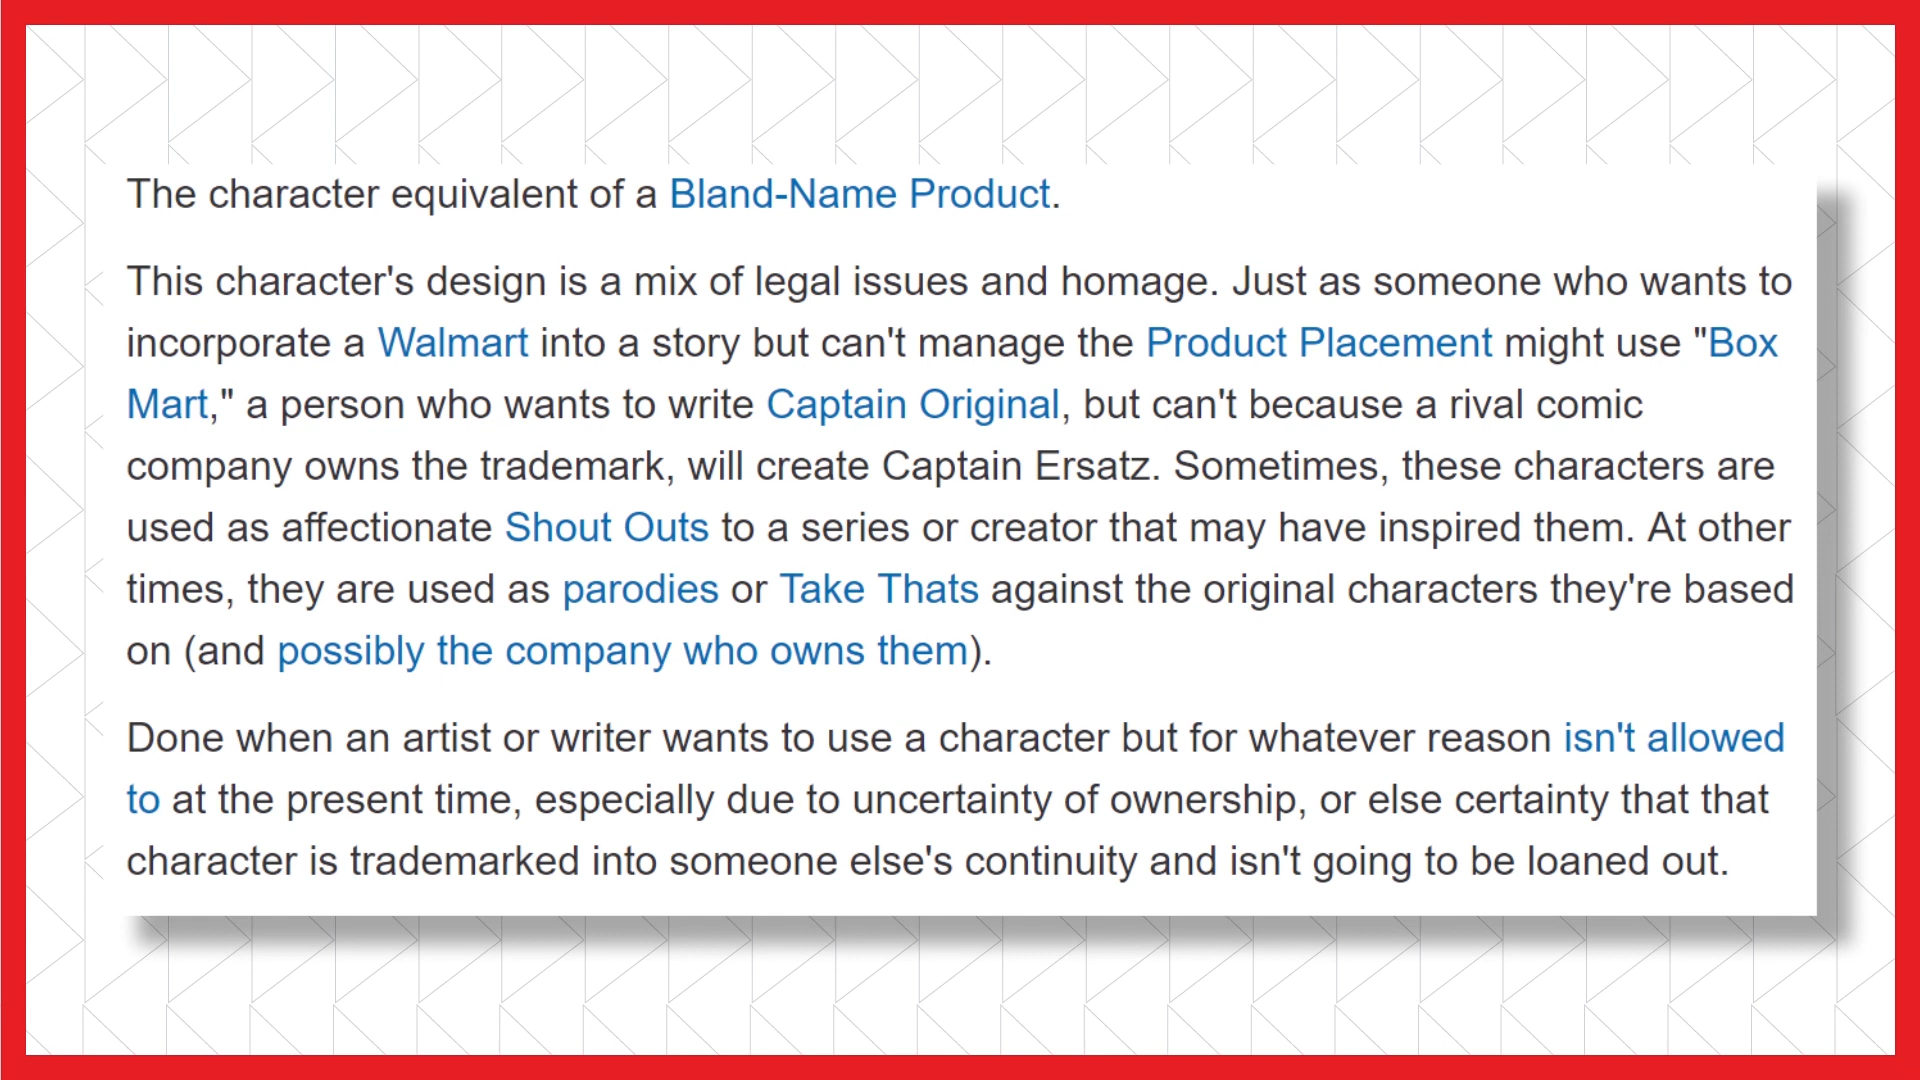 The character equivalent of a Bland-Name Product.
This character's design is a mix of legal issues and homage. Just as someone who wants to
incorporate a Walmart into a story but can't manage the Product Placement might use "Box
Mart," a person who wants to write Captain Original, but can't because a rival comic
company owns the trademark, will create Captain Ersatz. Sometimes, these characters are
used as affectionate Shout Outs to a series or creator that may have inspired them. At other
times, they are used as parodies or Take Thats against the original characters they're based
on (and possibly the company who owns them).
Done when an artist or writer wants to use a character but for whatever reason isn't allowed
to at the present time, especially due to uncertainty of ownership, or else certainty that that
character is trademarked into someone else's continuity and isn't going to be loaned out.